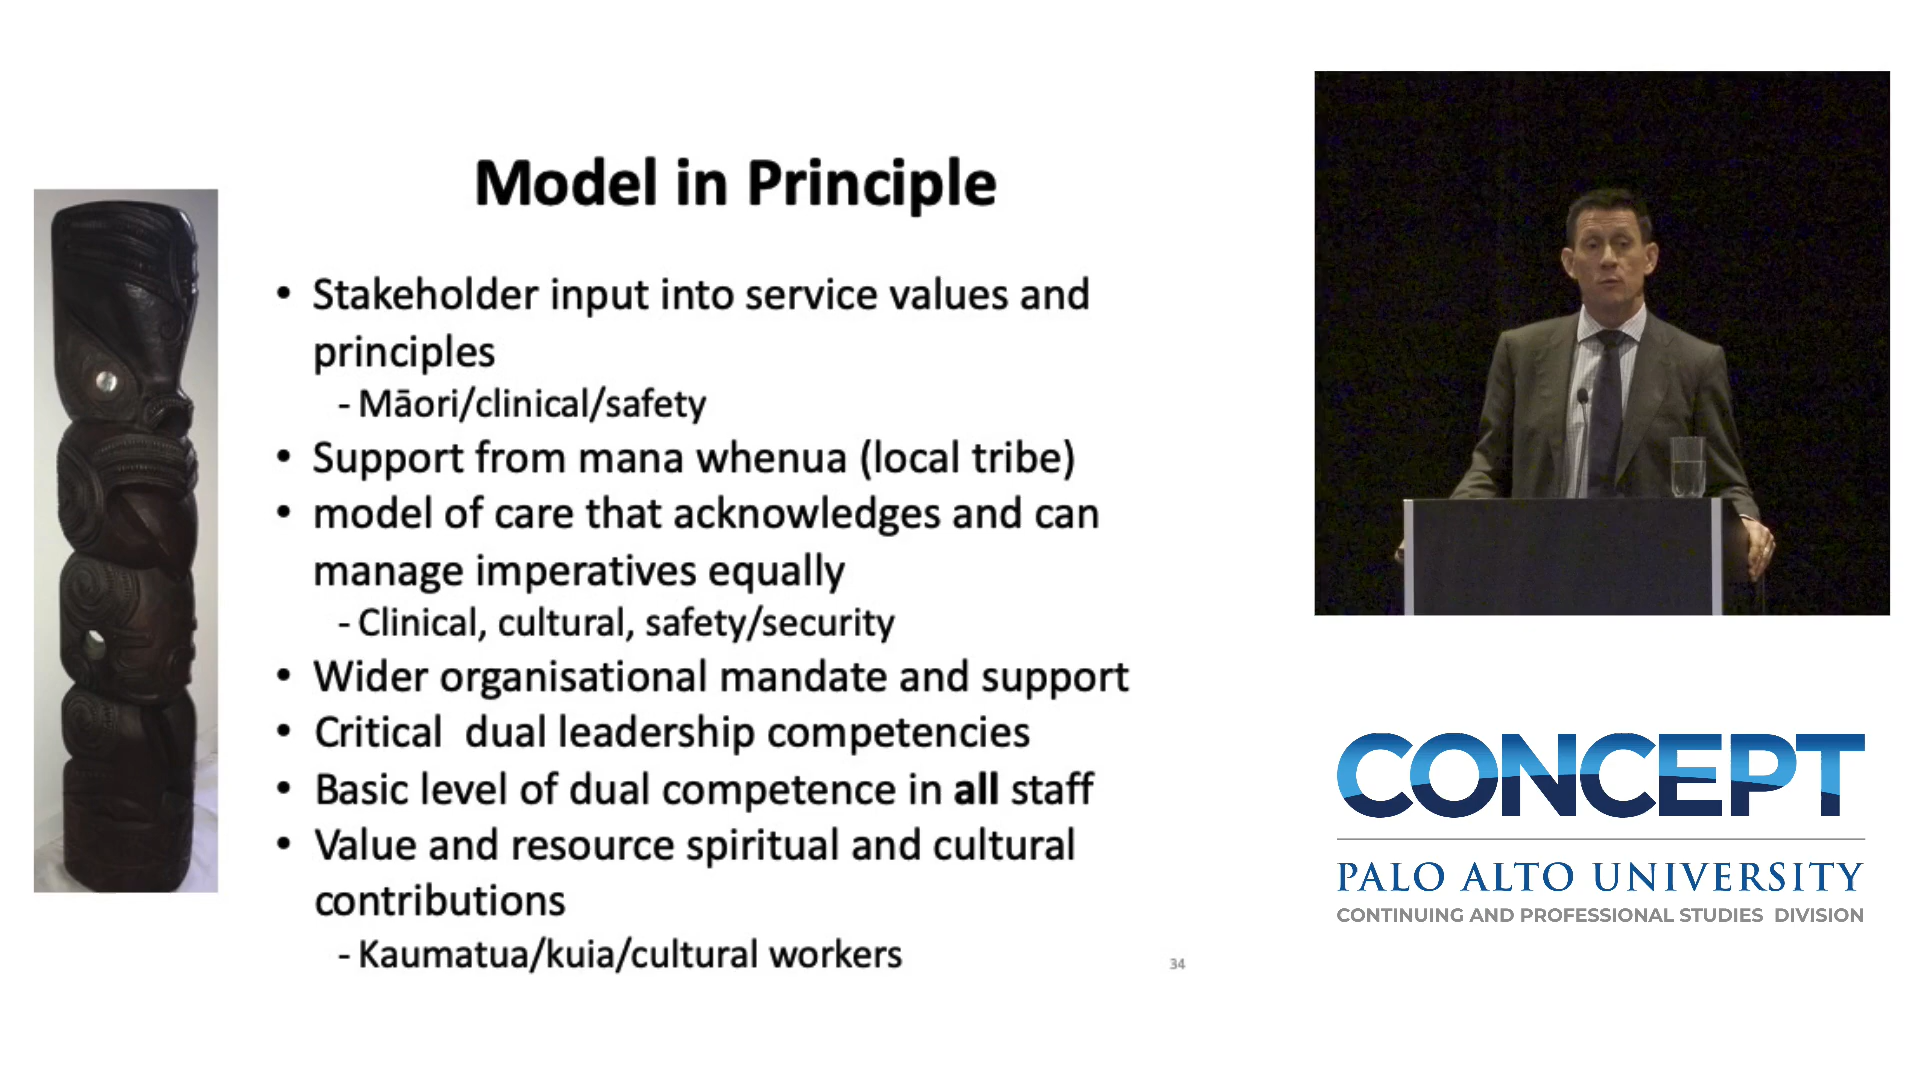 Model in Principle
• Stakeholder input into service values and
principles
- Māori/clinical/safety
• Support from mana whenua (local tribe)
• model of care that acknowledges and can
manage imperatives equally
- Clinical, cultural, safety/security
• Wider organisational mandate and support
• Critical  dual leadership competencies
• Basic level of dual competence in all staff
• Value and resource spiritual and cultural
contributions
- Kaumatua/kuia/cultural workers
34
CONCEPT
PALO ALTO UNIVERSITY
CONTINUING AND PROFESSIONAL STUDIES DIVISION